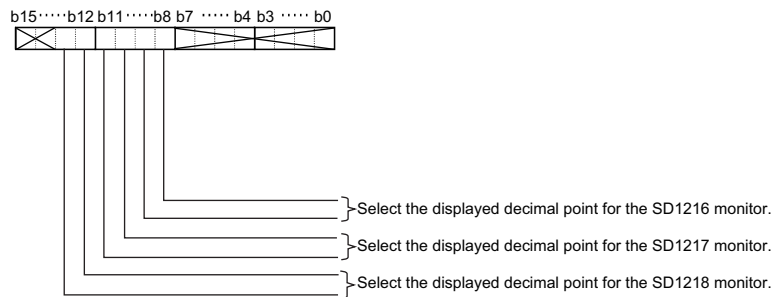 b15·····b12 b11·····b8 b7 ·····b4 b3 ·····b0
Select the displayed decimal point for the SD1216 monitor.
Select the displayed decimal point for the SD1217 monitor.
Select the displayed decimal point for the SD1218 monitor.